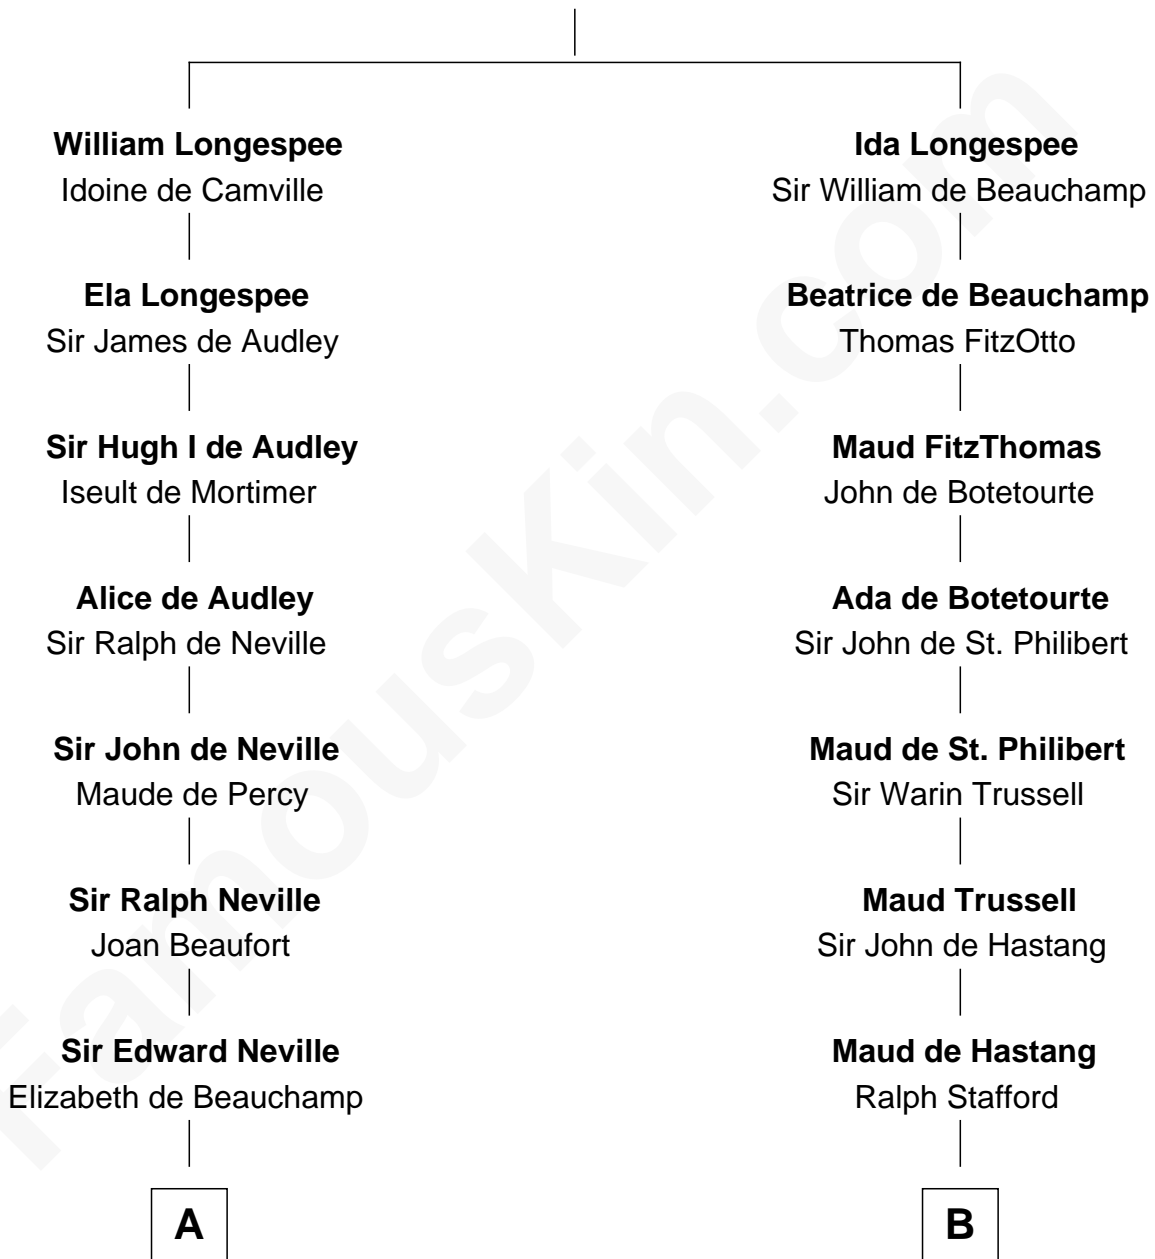 William Longespee
Idoine de Camville
Ela Longespee
Sir James de Audley
Sir Hugh I de Audley
Iseult de Mortimer
Alice de Audley
Sir Ralph de Neville
Sir John de Neville
Maude de Percy
Sir Ralph Neville
Joan Beaufort
Sir Edward Neville
Elizabeth de Beauchamp
A
Ida Longespee
Sir William de Beauchamp
Beatrice de Beauchamp
Thomas FitzOtto
Maud FitzThomas
John de Botetourte
Ada de Botetourte
Sir John de St. Philibert
Maud de St. Philibert
Sir Warin Trussell
Maud Trussell
Sir John de Hastang
Maud de Hastang
Ralph Stafford
B
FamousKin.com